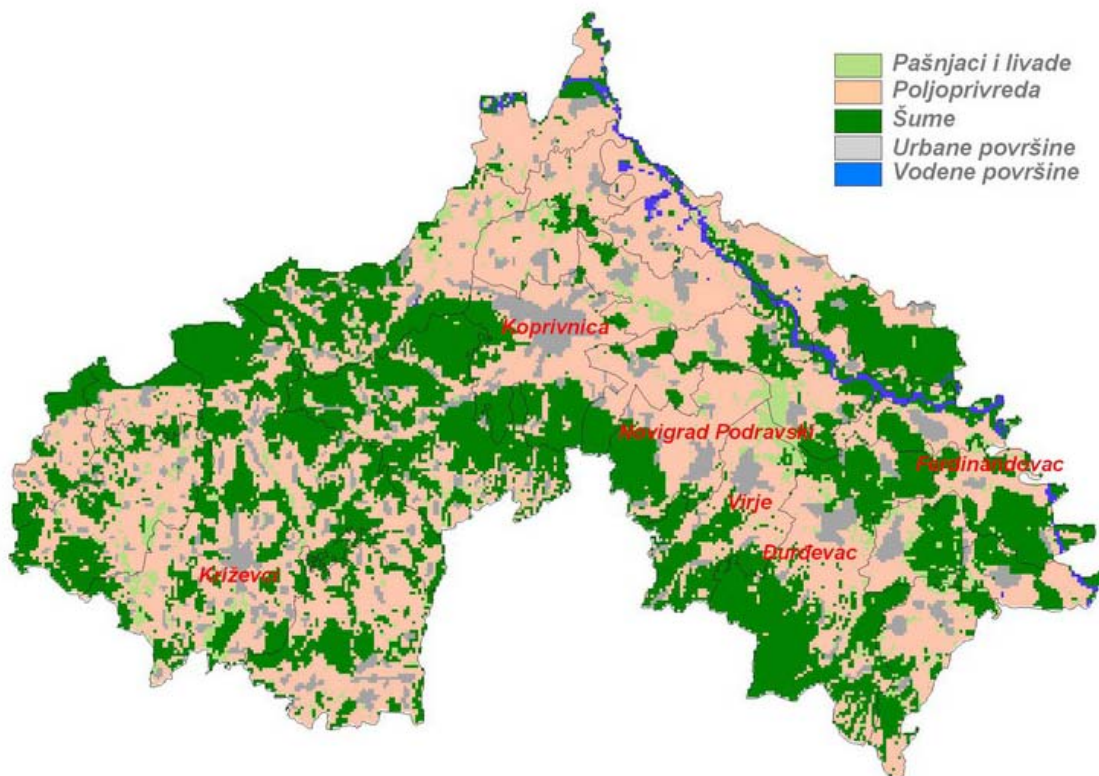 Pašnjaci i livade
Poljoprivreda
Šume
Urbane površine
Vodene površine
Koprivnica
Novigrad Podravski
Ferdinandovac
Virje
Đurđevac
Križevci